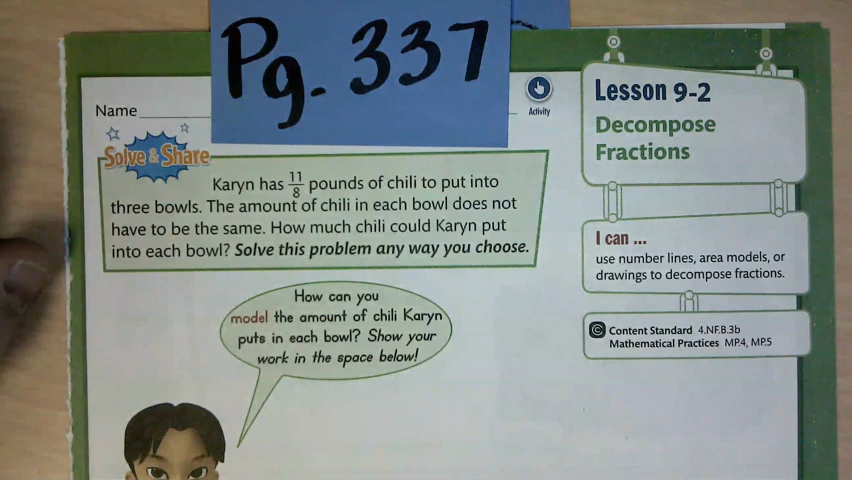 Pg. 337
Name
Activity
Lesson 9-2
Decompose
Fractions
Solve & Share
Karyn has 11/8 pounds of chili to put into
three bowls. The amount of chili in each bowl does not
have to be the same. How much chili could Karyn put
into each bowl? Solve this problem any way you choose.
I can ...
use number lines, area models, or
drawings to decompose fractions.
How can you
model the amount of chili Karyn
puts in each bowl? Show your
work in the space below!
Content Standard 4.NF.B.3b
Mathematical Practices MP.4, MP.5